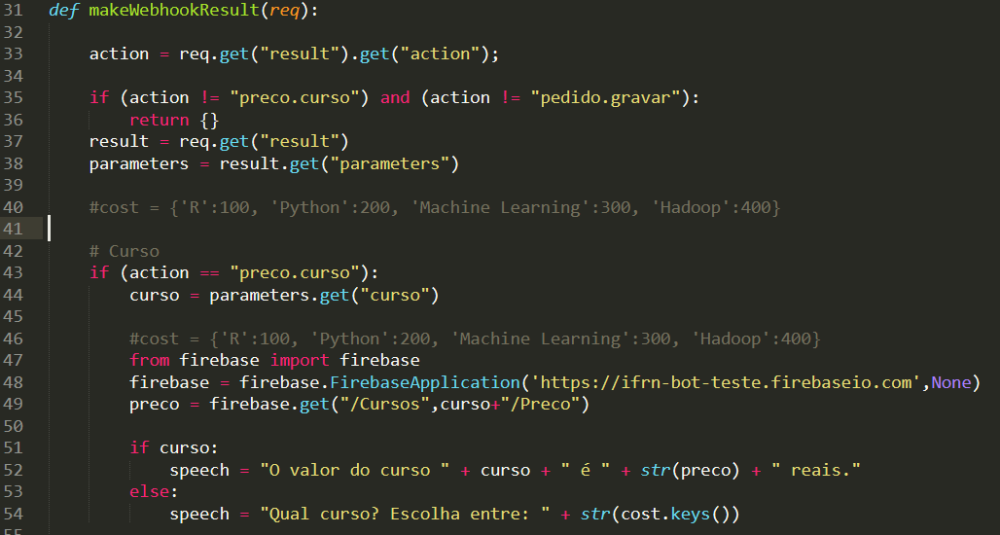 31 def makeWebhookResult(req):
32
33 action = req.get("result").get("action");
34
35 if (action != "preco.curso") and (action != "pedido.gravar"):
36 return {}
37 result = req.get("result")
38 parameters = result.get("parameters")
39
40 #cost = {'R':100, 'Python':200, 'Machine Learning':300, 'Hadoop':400}
41
42 # Curso
43 if (action == "preco.curso"):
44 curso = parameters.get("curso")
45
46 #cost = {'R':100, 'Python':200, 'Machine Learning':300, 'Hadoop':400}
47 from firebase import firebase
48 firebase = firebase.FirebaseApplication('https://ifrn-bot-teste.firebaseio.com',None)
49 preco = firebase.get("/Cursos",curso+"/Preco")
50
51 if curso:
52 speech = "O valor do curso " + curso + " é " + str(preco) + " reais."
53 else:
54 speech = "Qual curso? Escolha entre: " + str(cost.keys())
55